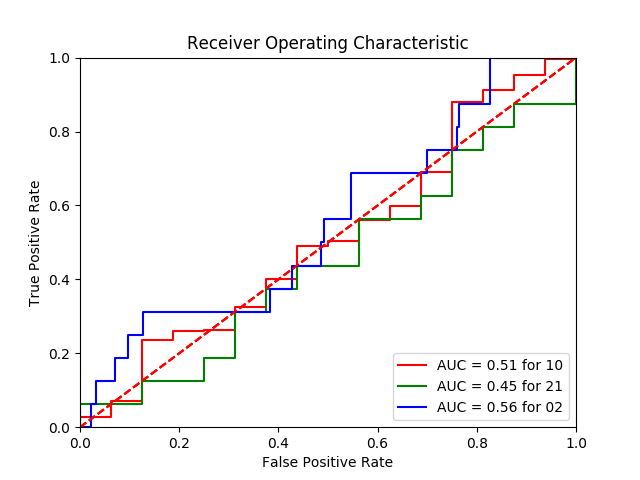 Receiver Operating Characteristic
1.0
0.8
0.6
0.4
0.2
0.0
True Positive Rate
AUC = 0.51 for 10
AUC = 0.45 for 21
AUC = 0.56 for 02
0.0 0.2 0.4 0.6 0.8 1.0
False Positive Rate